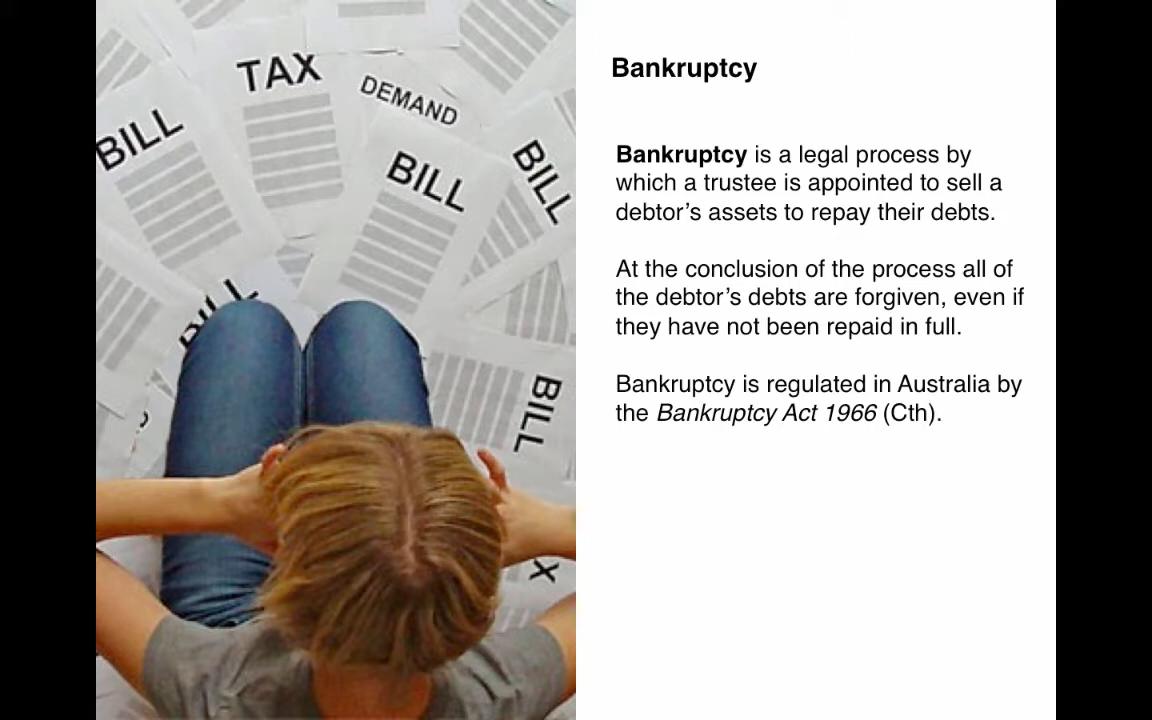 TAX
DEMAND
BILL
BILL
BILL
BILL
BILL
X
Bankruptcy
Bankruptcy is a legal process by
which a trustee is appointed to sell a
debtor’s assets to repay their debts.
At the conclusion of the process all of
the debtor’s debts are forgiven, even if
they have not been repaid in full.
Bankruptcy is regulated in Australia by
the Bankruptcy Act 1966 (Cth).